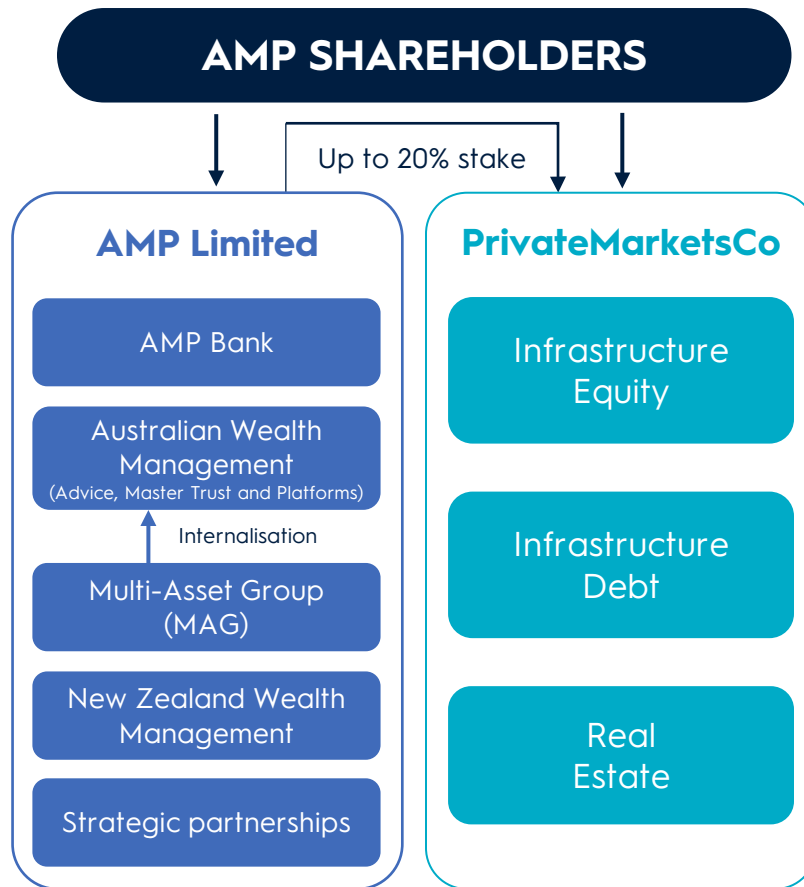 AMP SHAREHOLDERS
Up to 20% stake
AMP Limited
AMP Bank
Australian Wealth
Management
(Advice, Master Trust and Platforms)
Internalisation
Multi-Asset Group
(MAG)
New Zealand Wealth
Management
Strategic partnerships
PrivateMarketsCo
Infrastructure
Equity
Infrastructure
Debt
Real
Estate